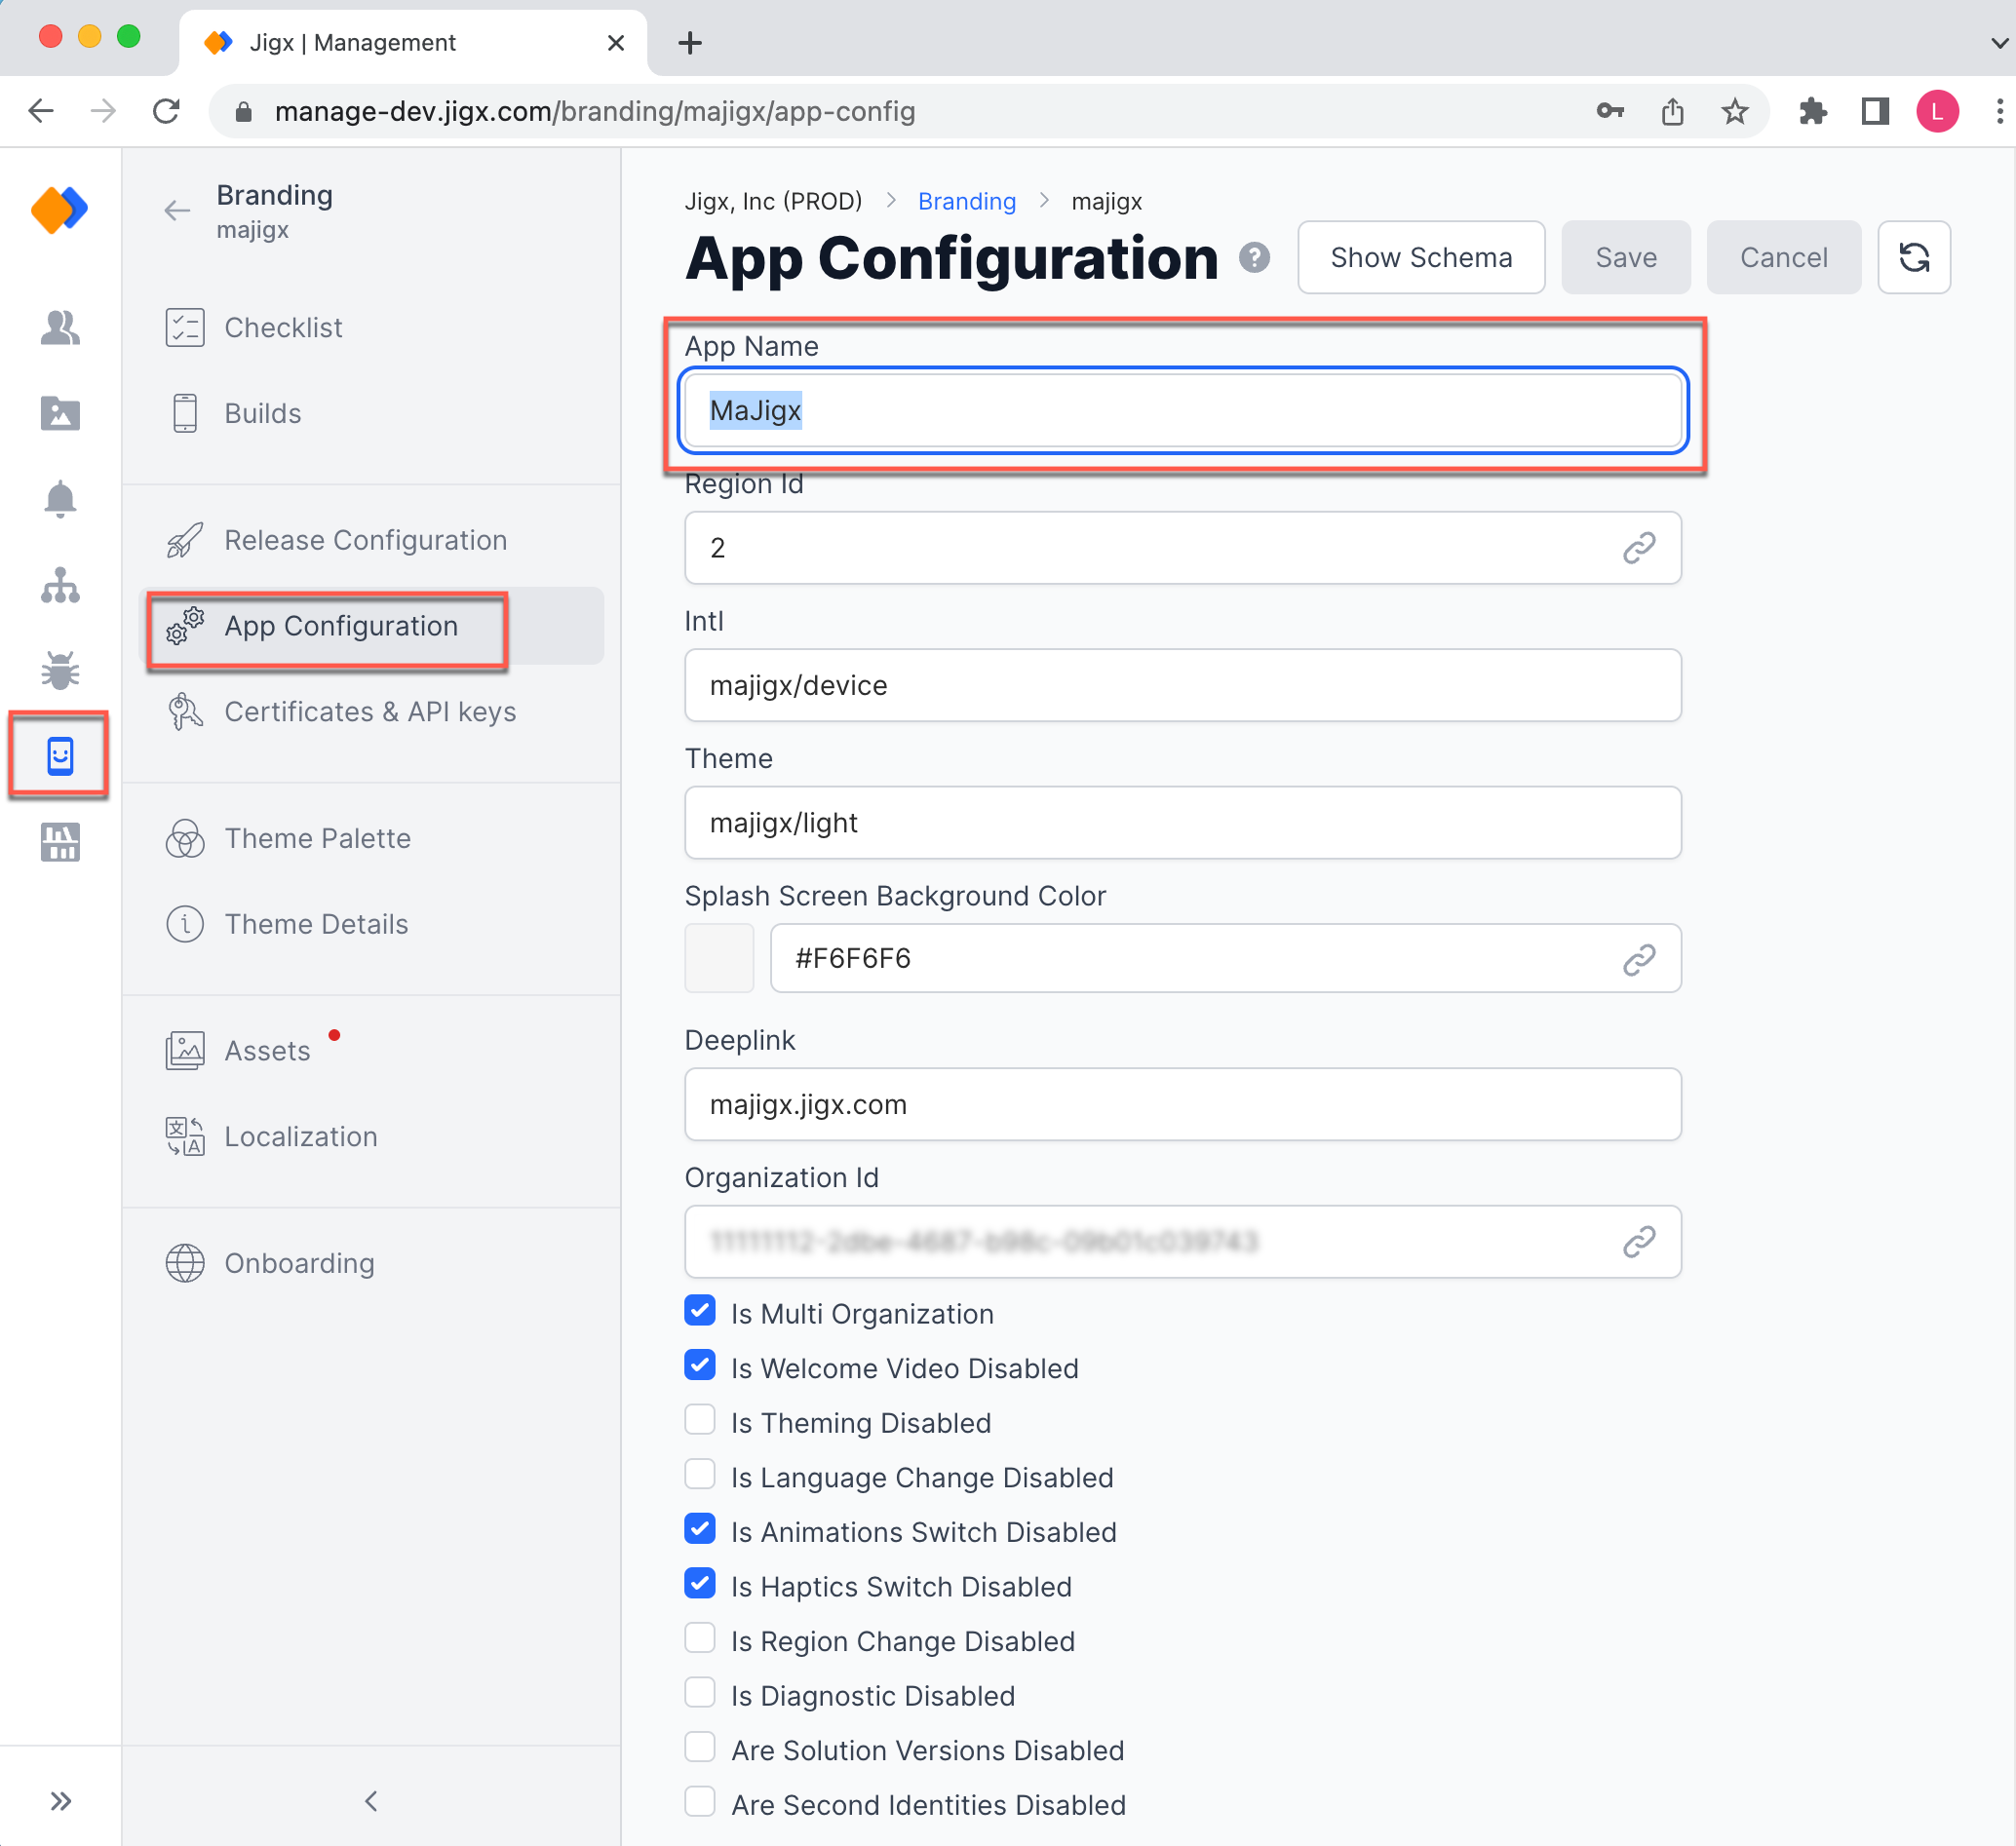 Jigx | Management
manage-dev.jigx.com/branding/majigx/app-config
L
Branding
majigx
Checklist
Builds
Release Configuration
App Configuration
Certificates & API keys
Theme Palette
Theme Details
Assets
Localization
Onboarding
Jigx, Inc (PROD) > Branding > majigx
App Configuration ?
Show Schema
Save
Cancel
App Name
MaJigx
Region Id
2
Intl
majigx/device
Theme
majigx/light
Splash Screen Background Color
#F6F6F6
Deeplink
majigx.jigx.com
Organization Id
Is Multi Organization
Is Welcome Video Disabled
Is Theming Disabled
Is Language Change Disabled
Is Animations Switch Disabled
Is Haptics Switch Disabled
Is Region Change Disabled
Is Diagnostic Disabled
Are Solution Versions Disabled
Are Second Identities Disabled